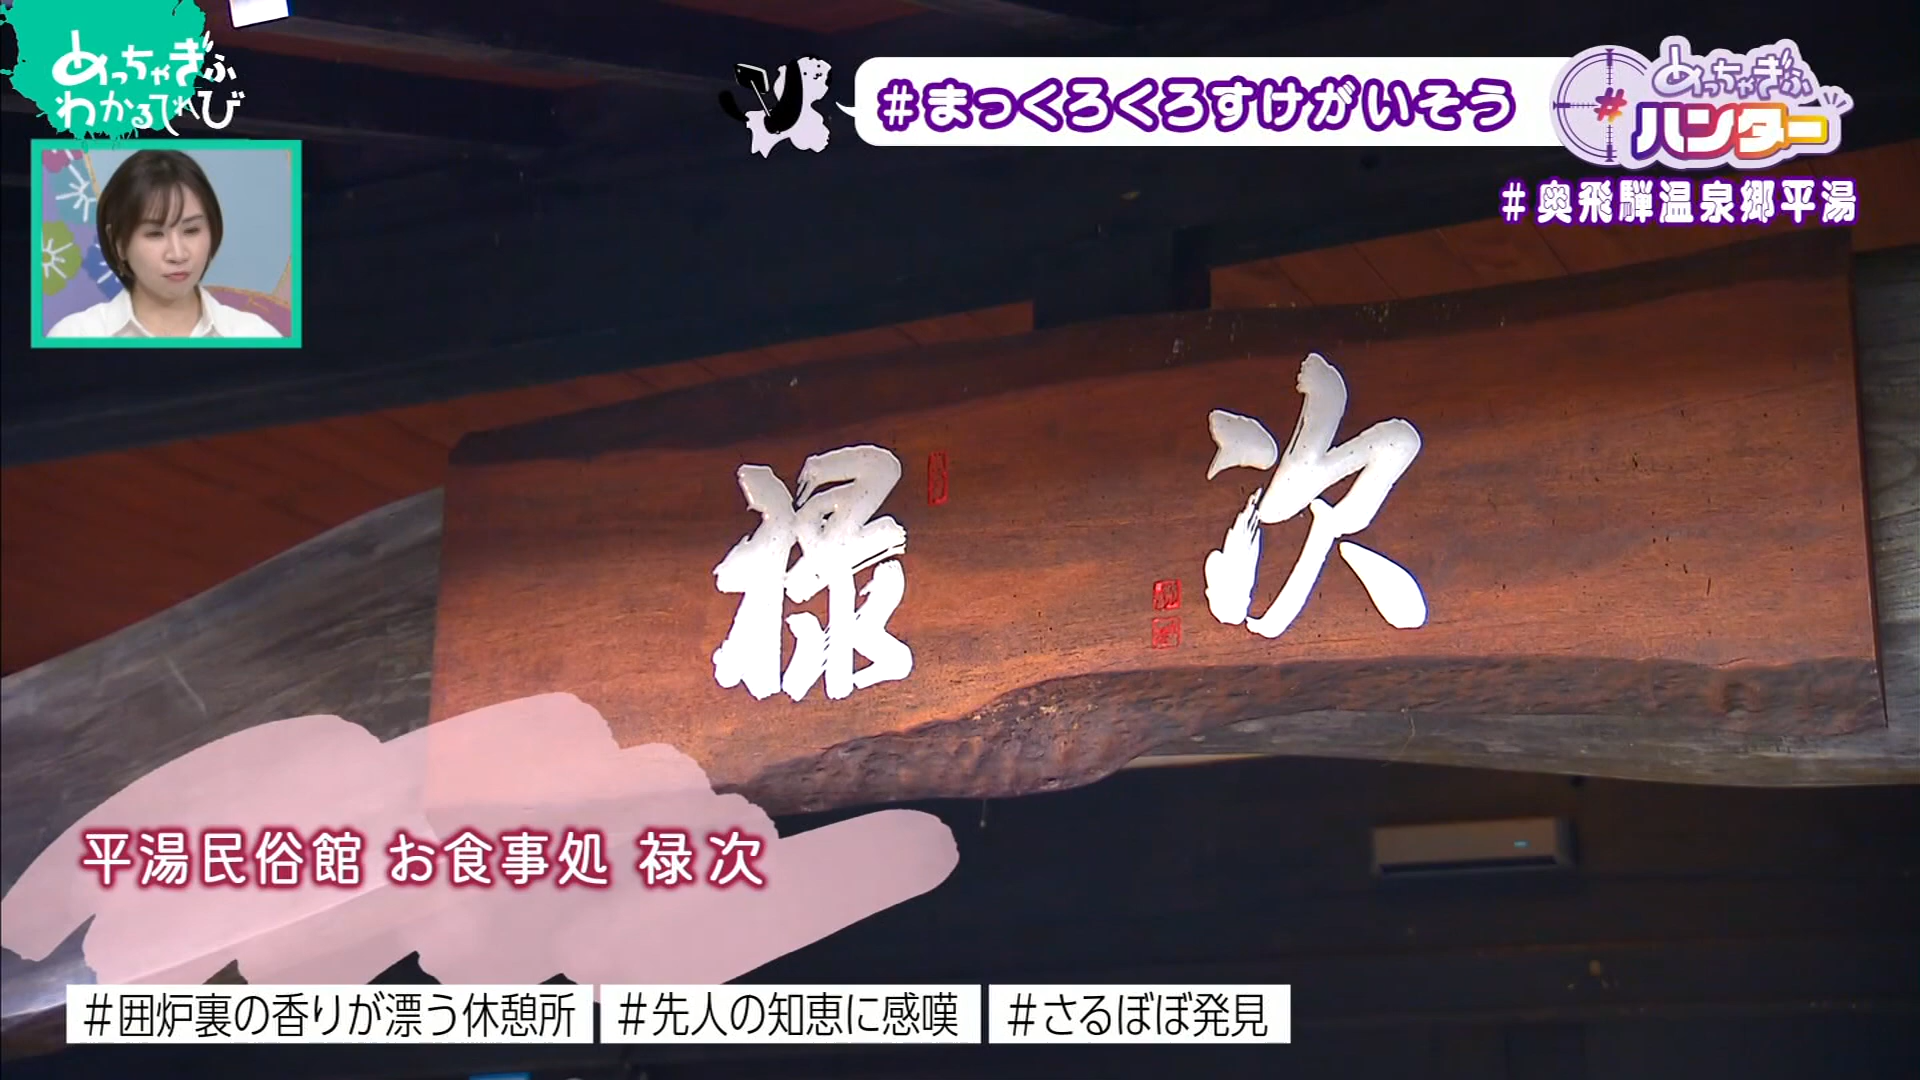 めっちゃぎふ
わかるてれび
#まっくろくろすけがいそう
めっちゃぎふ
#ハンター
#奥飛騨温泉郷平湯
禄次
平湯民俗館 お食事処 禄次
#囲炉裏の香りが漂う休憩所 #先人の知恵に感嘆 #さるぼぼ発見